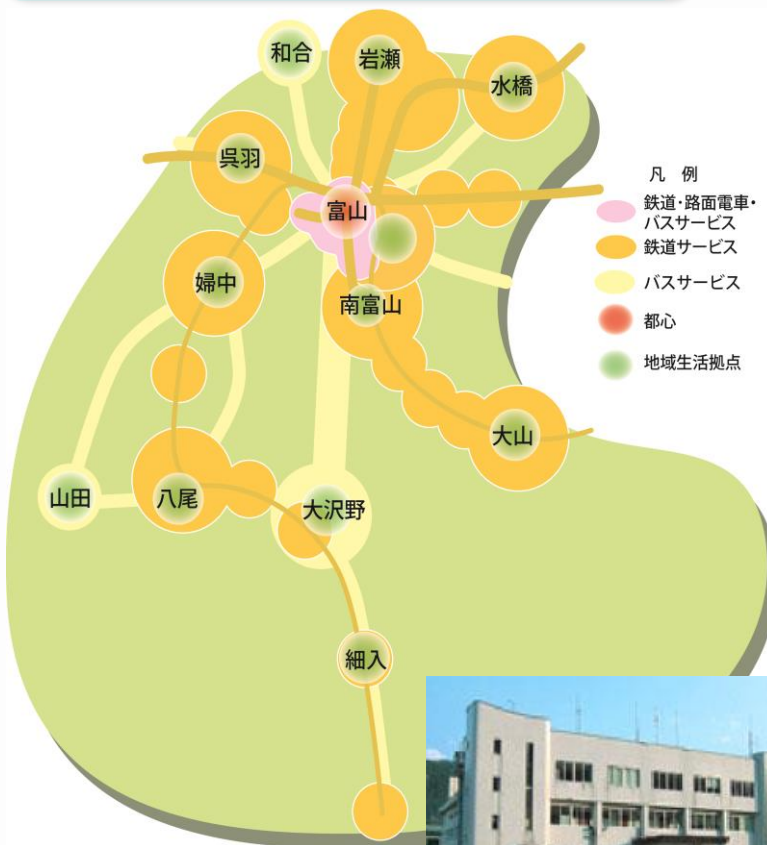 和合
岩瀬
水橋
呉羽
凡 例
鉄道・路面電車・
バスサービス
富山
鉄道サービス
婦中
南富山
バスサービス
都心
地域生活拠点
大山
山田
八尾
大沢野
細入